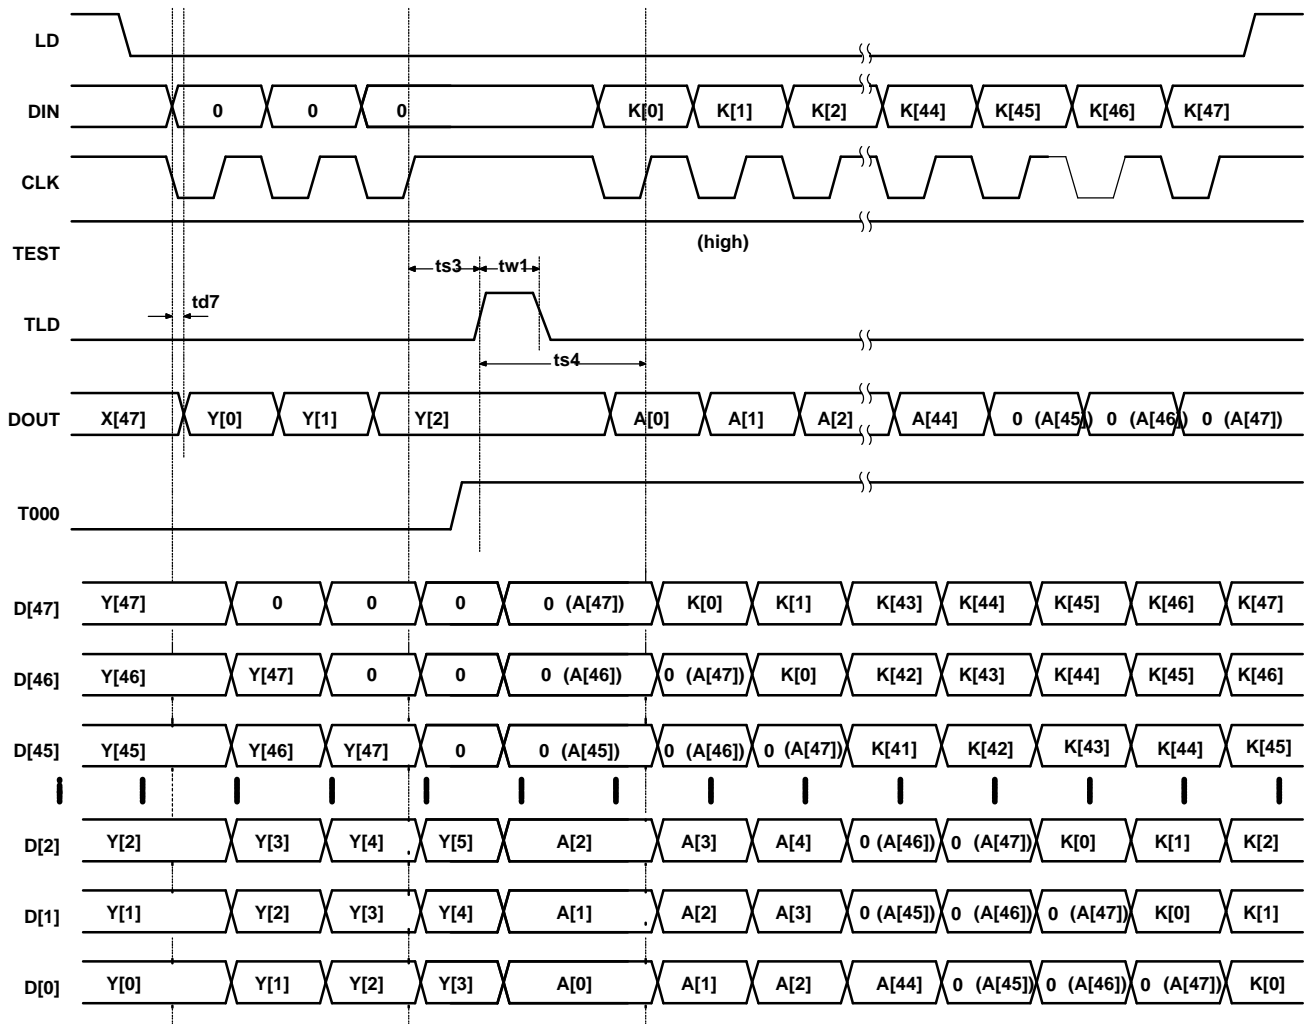 LD
DIN 0 0 0 K[0] K[1] K[2] K[44] K[45] K[46] K[47]
CLK
(high)
TEST
ts3 tw1
td7
TLD
ts4
DOUT X[47] Y[0] Y[1] Y[2] A[0] A[1] A[2] A[44] 0 (A[45]) 0 (A[46]) 0 (A[47])
T000
D[47] Y[47] 0 0 0 0 (A[47]) K[0] K[1] K[43] K[44] K[45] K[46] K[47]
D[46] Y[46] Y[47] 0 0 0 (A[46]) 0 (A[47]) K[0] K[42] K[43] K[44] K[45] K[46]
D[45] Y[45] Y[46] Y[47] 0 0 (A[45]) 0 (A[46]) 0 (A[47]) K[41] K[42] K[43] K[44] K[45]
D[2] Y[2] Y[3] Y[4] Y[5] A[2] A[3] A[4] 0 (A[46]) 0 (A[47]) K[0] K[1] K[2]
D[1] Y[1] Y[2] Y[3] Y[4] A[1] A[2] A[3] 0 (A[45]) 0 (A[46]) 0 (A[47]) K[0] K[1]
D[0] Y[0] Y[1] Y[2] Y[3] A[0] A[1] A[2] A[44] 0 (A[45]) 0 (A[46]) 0 (A[47]) K[0]